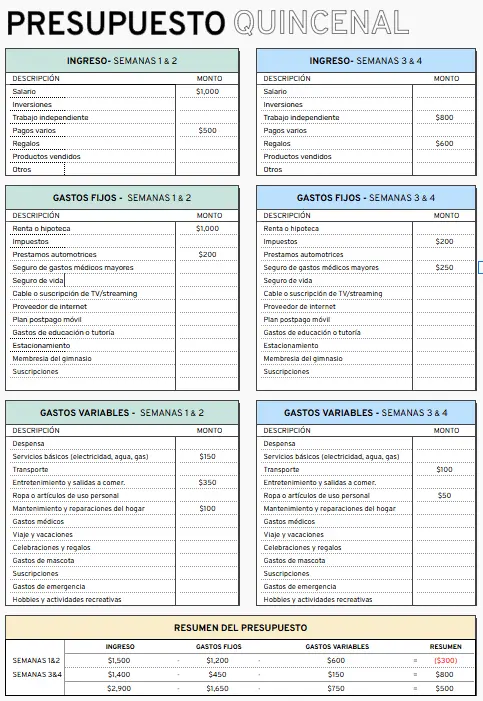 PRESUPUESTO QUINCENAL
INGRESO- SEMANAS 1 & 2
DESCRIPCIÓN MONTO
Salario $1,000
Inversiones
Trabajo independiente
Pagos varios $500
Regalos
Productos vendidos
Otros
INGRESO- SEMANAS 3 & 4
DESCRIPCIÓN MONTO
Salario
Inversiones
Trabajo independiente $800
Pagos varios
Regalos $600
Productos vendidos
Otros
GASTOS FIJOS - SEMANAS 1 & 2
DESCRIPCIÓN MONTO
Renta o hipoteca $1,000
Impuestos
Prestamos automotrices $200
Seguro de gastos médicos mayores
Seguro de vida
Cable o suscripción de TV/streaming
Proveedor de internet
Plan postpago móvil
Gastos de educación o tutoría
Estacionamiento
Membresía del gimnasio
Suscripciones
GASTOS FIJOS - SEMANAS 3 & 4
DESCRIPCIÓN MONTO
Renta o hipoteca
Impuestos $200
Prestamos automotrices
Seguro de gastos médicos mayores $250
Seguro de vida
Cable o suscripción de TV/streaming
Proveedor de internet
Plan postpago móvil
Gastos de educación o tutoría
Estacionamiento
Membresía del gimnasio
Suscripciones
GASTOS VARIABLES - SEMANAS 1 & 2
DESCRIPCIÓN MONTO
Despensa
Servicios básicos (electricidad, agua, gas) $150
Transporte
Entretenimiento y salidas a comer. $350
Ropa o artículos de uso personal
Mantenimiento y reparaciones del hogar $100
Gastos médicos
Viaje y vacaciones
Celebraciones y regalos
Gastos de mascota
Suscripciones
Gastos de emergencia
Hobbies y actividades recreativas
GASTOS VARIABLES - SEMANAS 3 & 4
DESCRIPCIÓN MONTO
Despensa
Servicios básicos (electricidad, agua, gas)
Transporte $100
Entretenimiento y salidas a comer.
Ropa o artículos de uso personal $50
Mantenimiento y reparaciones del hogar
Gastos médicos
Viaje y vacaciones
Celebraciones y regalos
Gastos de mascota
Suscripciones
Gastos de emergencia
Hobbies y actividades recreativas
RESUMEN DEL PRESUPUESTO
INGRESO GASTOS FIJOS GASTOS VARIABLES RESUMEN
SEMANAS 1&2 $1,500 - $1,200 - $600 = ($300)
SEMANAS 3&4 $1,400 - $450 - $150 = $800
$2,900 - $1,650 - $750 = $500